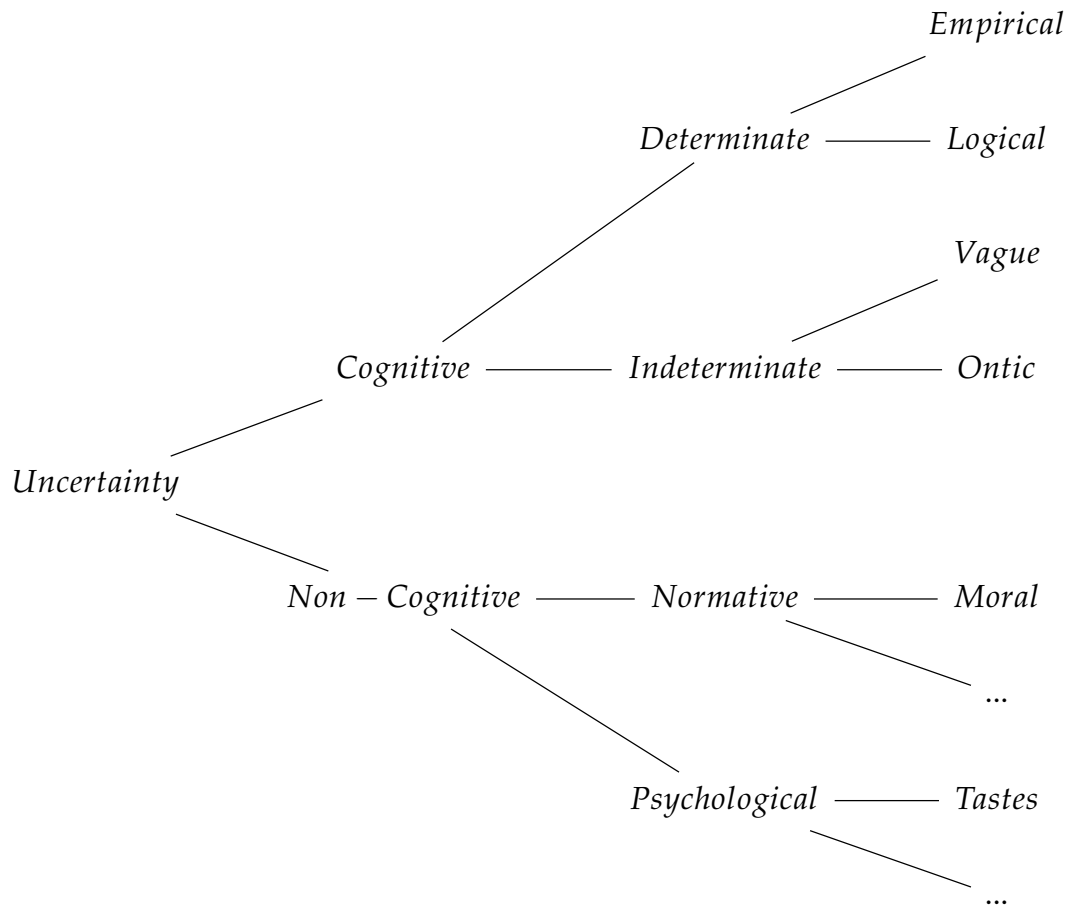 Empirical
Determinate Logical
Vague
Cognitive Indeterminate Ontic
Uncertainty
Non – Cognitive Normative Moral
...
Psychological Tastes
...